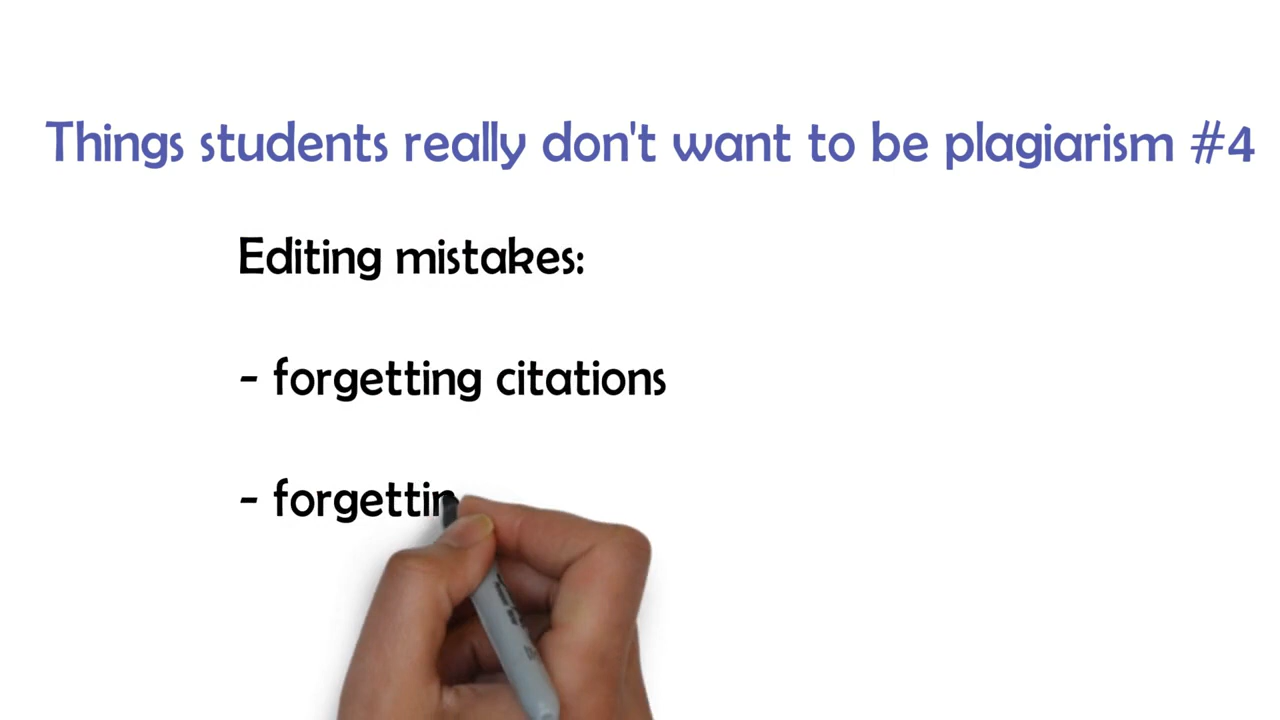 Things students really don't want to be plagiarism #4
Editing mistakes:
- forgetting citations
- forgettin